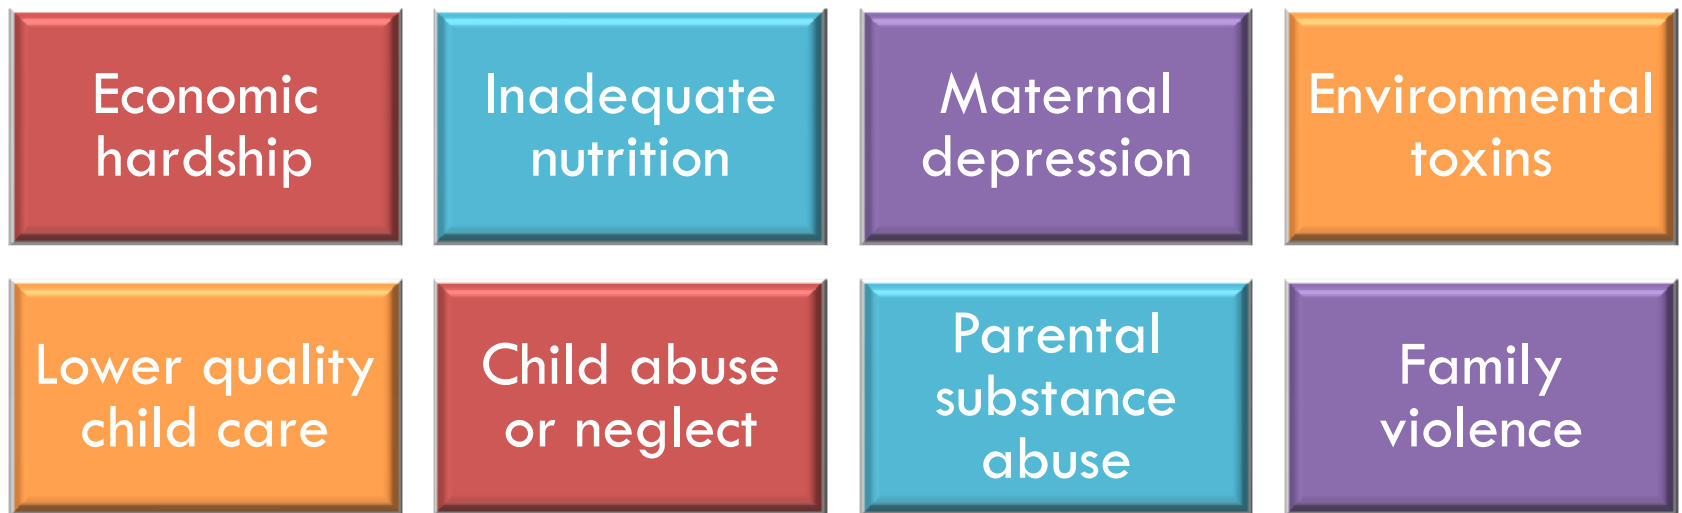 Economic
hardship
Inadequate
nutrition
Maternal
depression
Environmental
toxins
Lower quality
child care
Child abuse
or neglect
Parental
substance
abuse
Family
violence